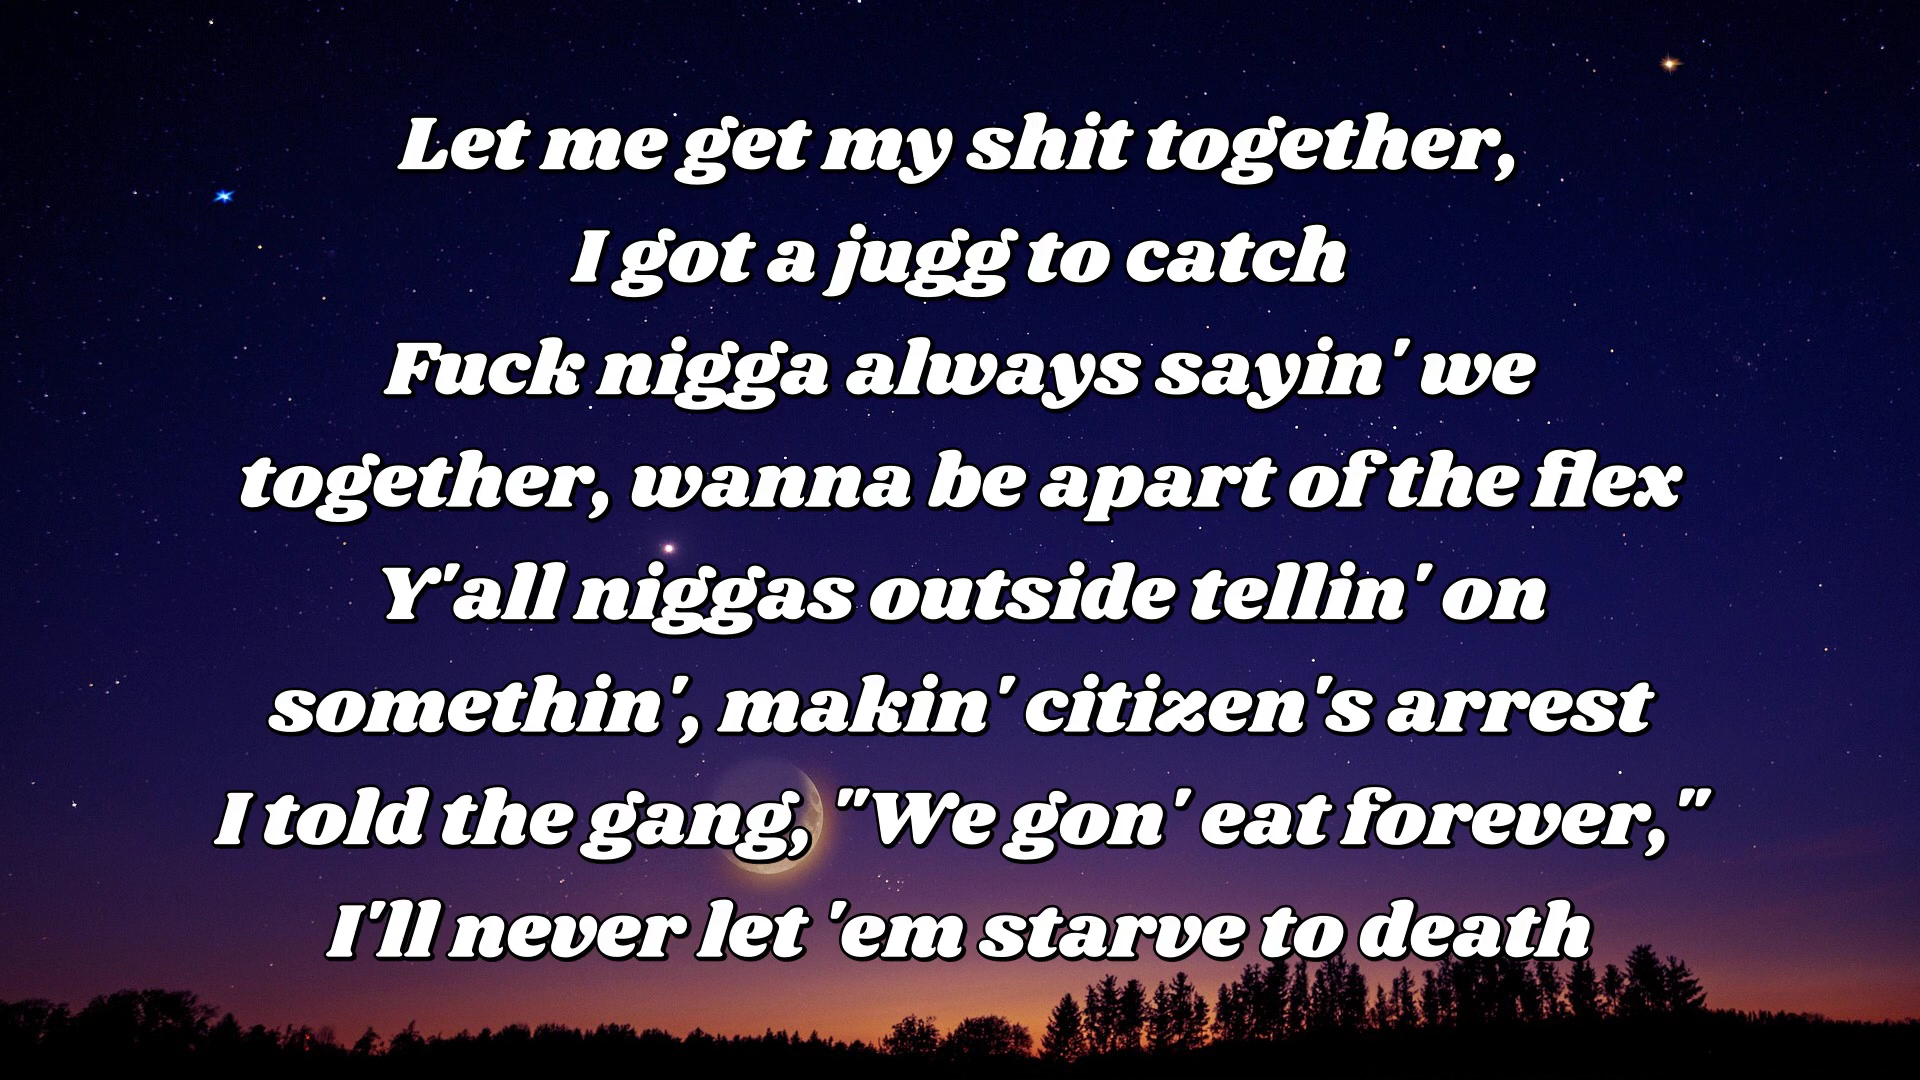 Let me get my shit together,
I got a jugg to catch
Fuck nigga always sayin' we
together, wanna be apart of the flex
Y'all niggas outside tellin' on
somethin', makin' citizen's arrest
I told the gang, "We gon' eat forever,"
I'll never let 'em starve to death